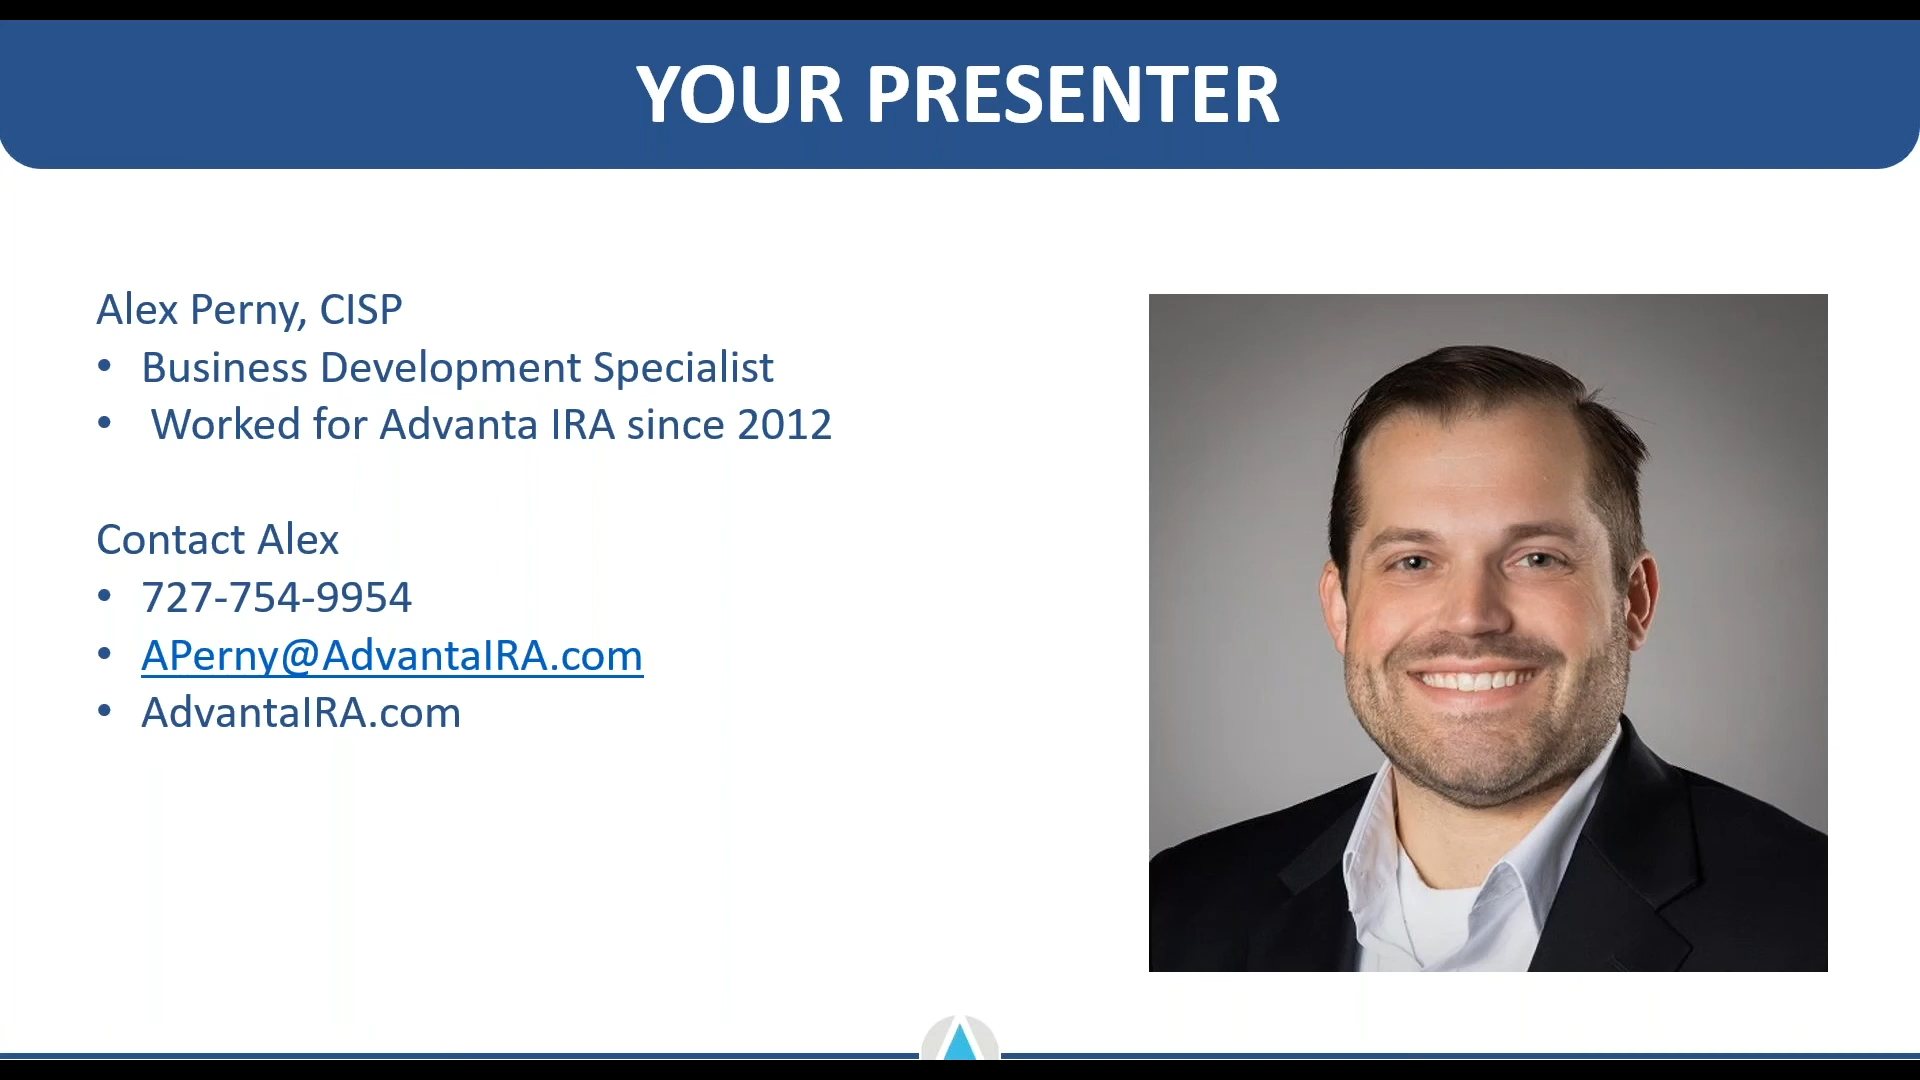 YOUR PRESENTER
Alex Perny, CISP
• Business Development Specialist
• Worked for Advanta IRA since 2012
Contact Alex
• 727-754-9954
• APerny@AdvantaIRA.com
• AdvantaIRA.com